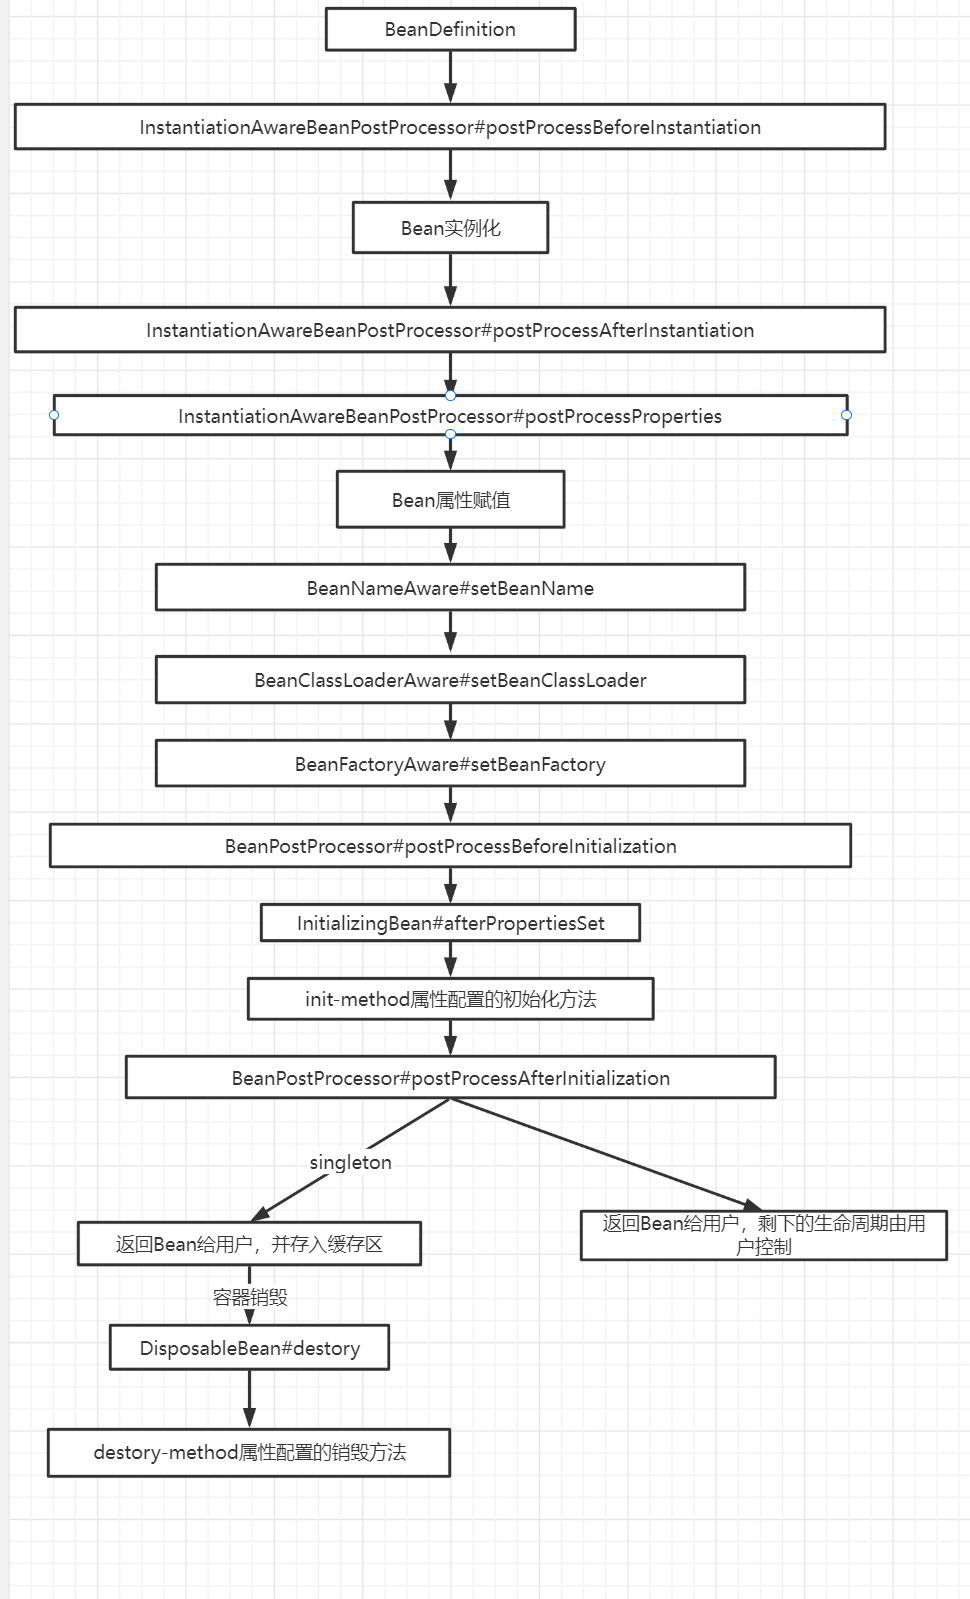 BeanDefinition
InstantiationAwareBeanPostProcessor#postProcessBeforeInstantiation
Bean实例化
InstantiationAwareBeanPostProcessor#postProcessAfterInstantiation
InstantiationAwareBeanPostProcessor#postProcessProperties
Bean属性赋值
BeanNameAware#setBeanName
BeanClassLoaderAware#setBeanClassLoader
BeanFactoryAware#setBeanFactory
BeanPostProcessor#postProcessBeforeInitialization
InitializingBean#afterPropertiesSet
init-method属性配置的初始化方法
BeanPostProcessor#postProcessAfterInitialization
singleton
返回Bean给用户，并存入缓存区
返回Bean给用户，剩下的生命周期由用
户控制
容器销毁
DisposableBean#destory
destory-method属性配置的销毁方法